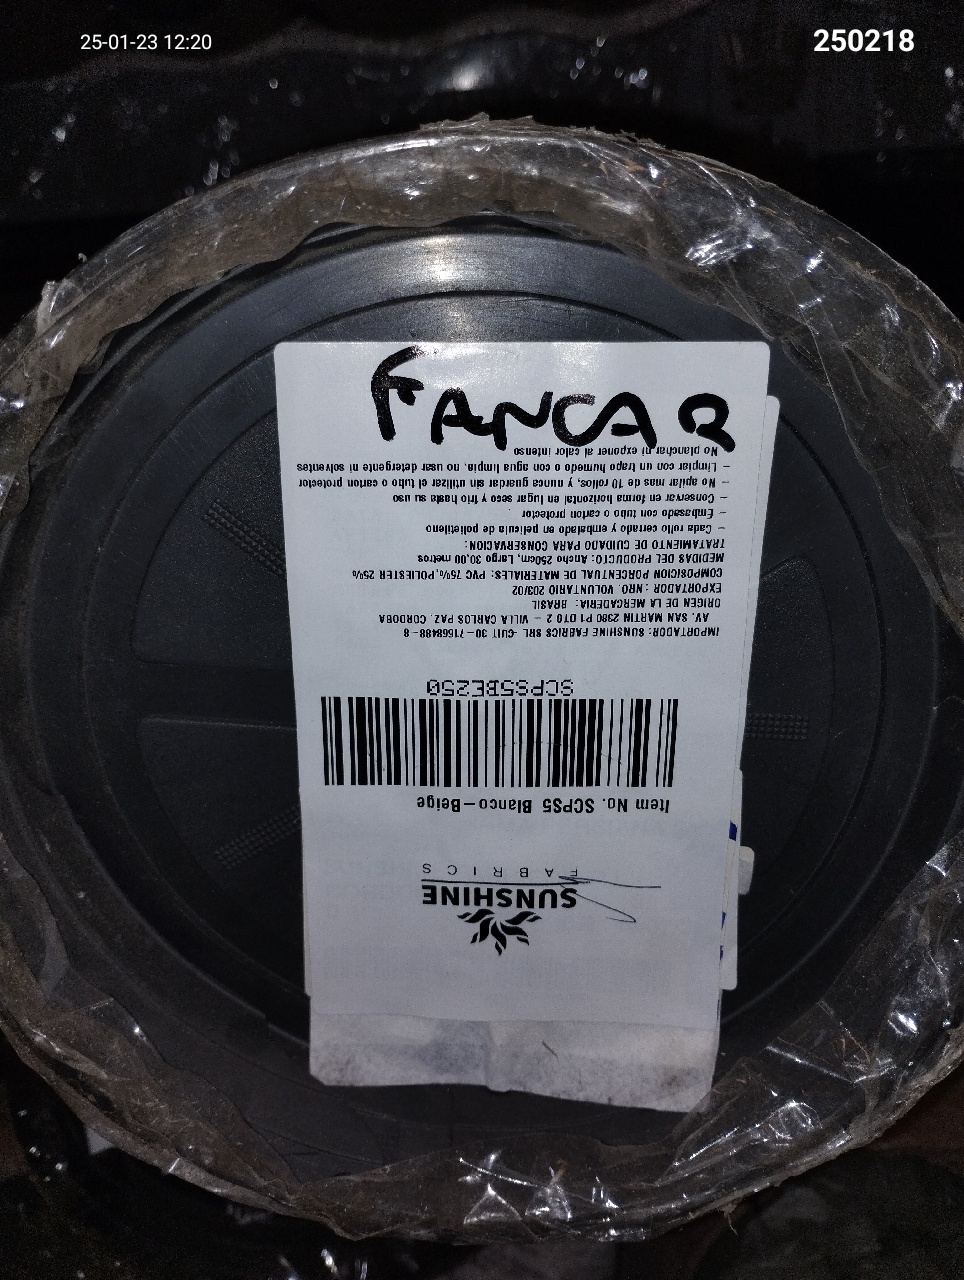 25-01-23 12:20
250218
FANCAR
SUNSHINE
FABRICS
Item No. SCPS5 Blanco-Beige
SCPS5BE250
IMPORTADOR: SUNSHINE FABRICS SRL -CUIT 30-71568488-8
AV. SAN MARTIN 2380 P1 DTO 2 - VILLA CARLOS PAZ. CORDOBA
ORIGEN DE LA MERCADERIA: BRASIL
EXPORTADOR :NRO. VOLUNTARIO 203/02
COMPOSICION PORCENTUAL DE MATERIALES: PVC 75%,POLIESTER 25%
MEDIDAS DEL PRODUCTO: Ancho 250cm, Largo 30,00 metros
TRATAMIENTO DE CUIDADO PARA CONSERVACION:
- Cada rollo cerrado y embalado en pelicula de polietileno
- Embasado con tubo o carton protector
- Conservar en forma horizontal en lugar seco y frio hasta su uso
- No apilar mas de 10 rollos, y nunca guardar sin utilizar el tubo o carton protector
- Limpiar con un trapo humedo o con agua limpia, no usar detergente ni solventes
No planchar ni exponer al calor intenso